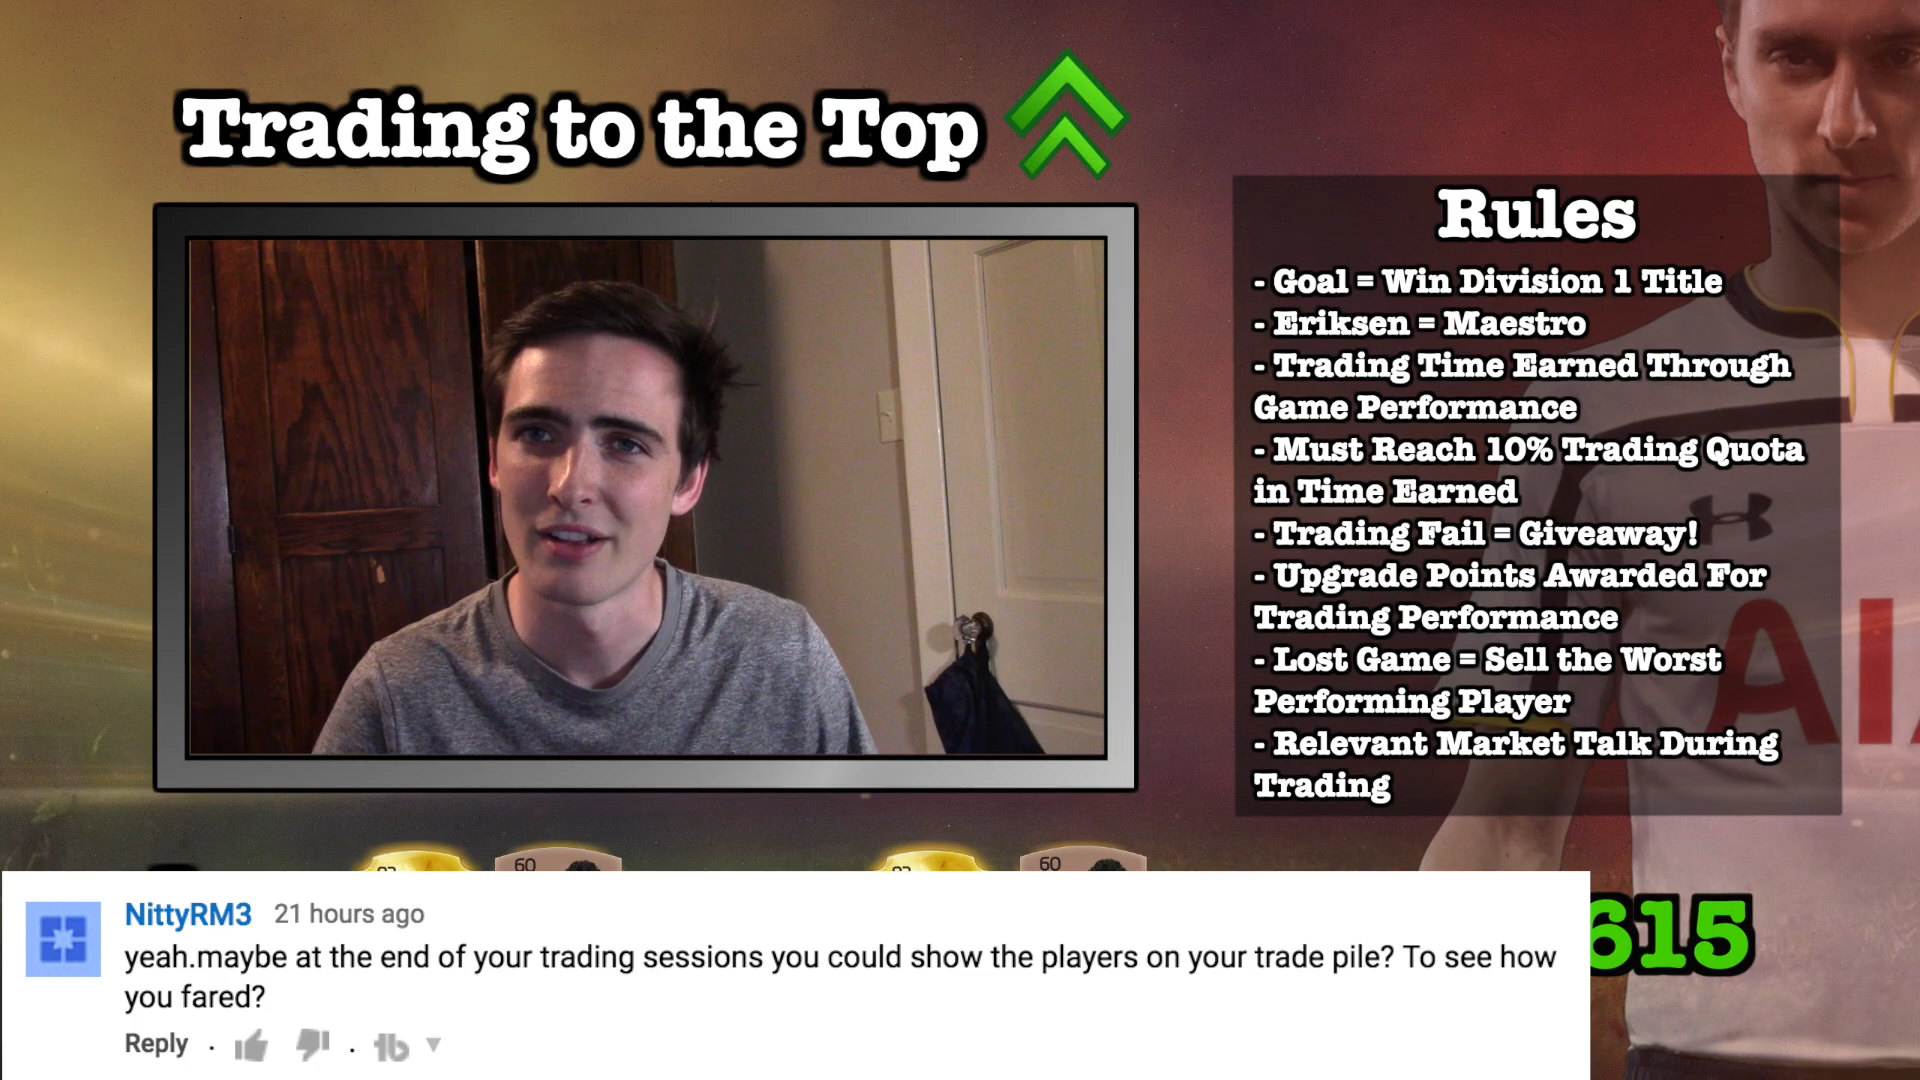 Trading to the Top
Rules
- Goal = Win Division 1 Title
- Eriksen = Maestro
- Trading Time Earned Through
Game Performance
- Must Reach 10% Trading Quota
in Time Earned
- Trading Fail = Giveaway!
- Upgrade Points Awarded For
Trading Performance
- Lost Game = Sell the Worst
Performing Player
- Relevant Market Talk During
Trading
60
60
NittyRM3 21 hours ago
yeah.maybe at the end of your trading sessions you could show the players on your trade pile? To see how
you fared?
Reply
615